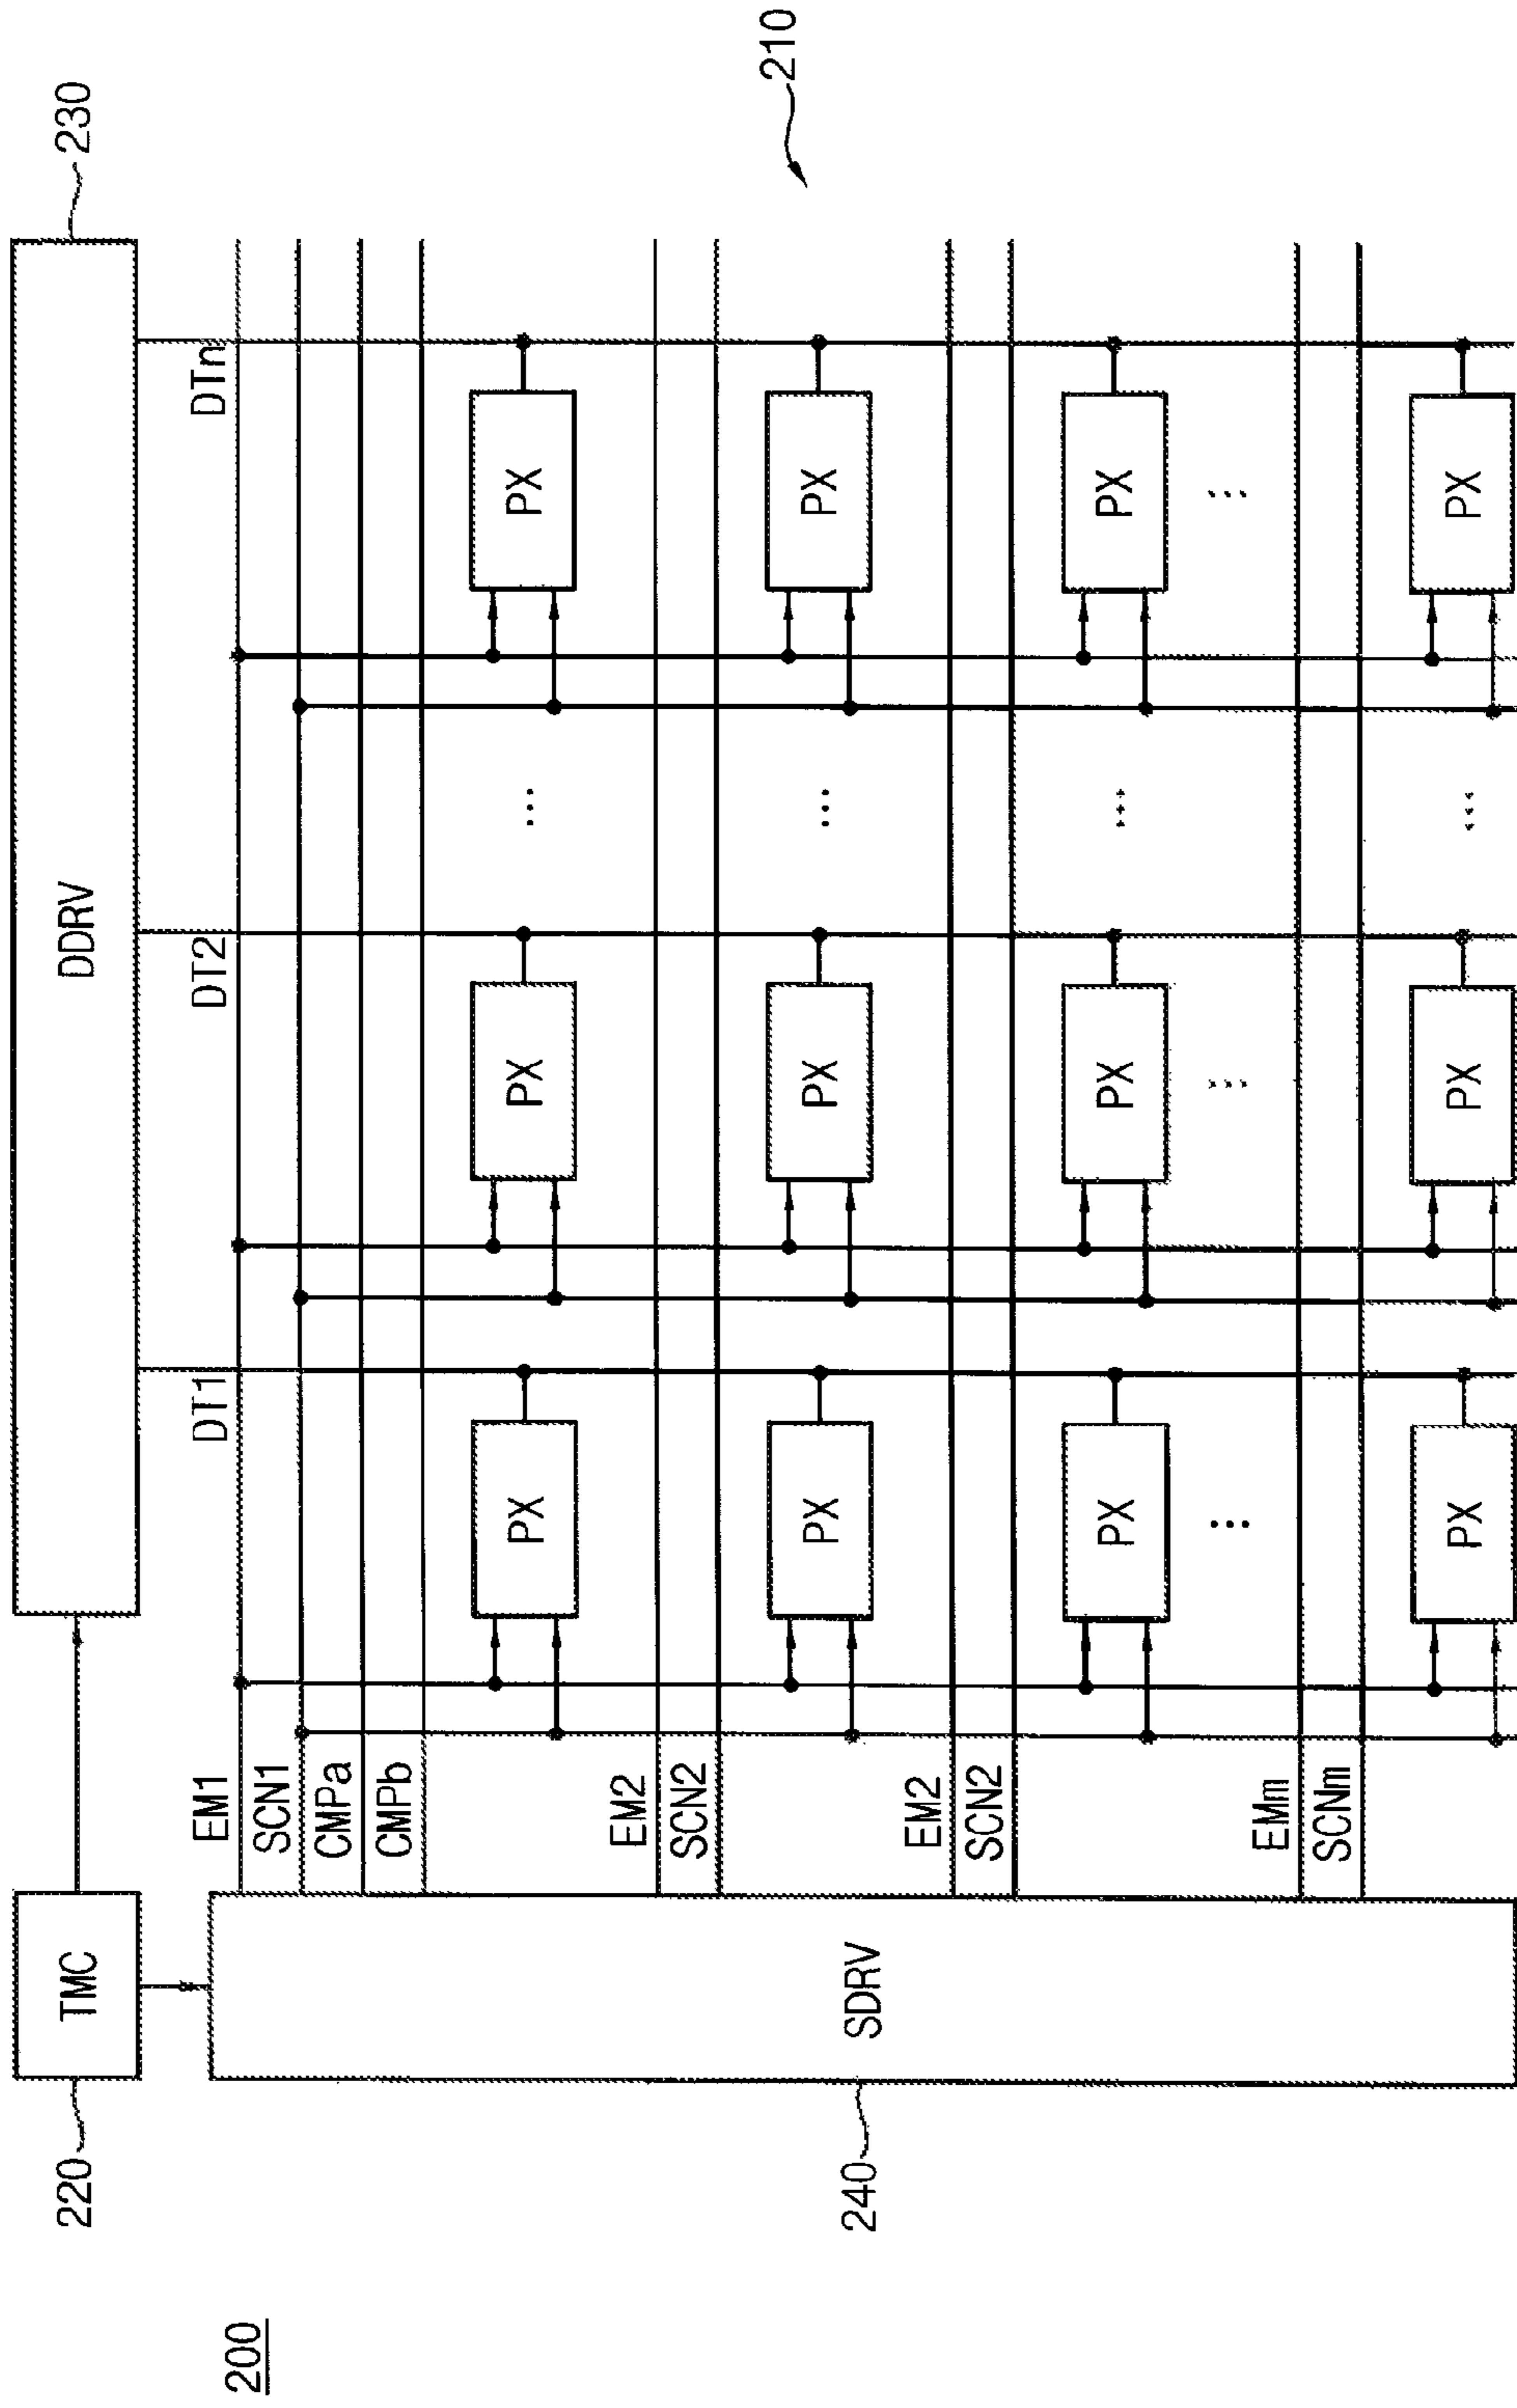 200
220
TMC
DDRV
230
DT1
DT2
DTn
EM1
SCN1
CMPa
CMPb
PX
PX
...
PX
EM2
SCN2
PX
PX
...
PX
210
240
SDRV
EM2
SCN2
PX
PX
...
PX
...
...
...
EMm
SCNm
PX
PX
...
PX